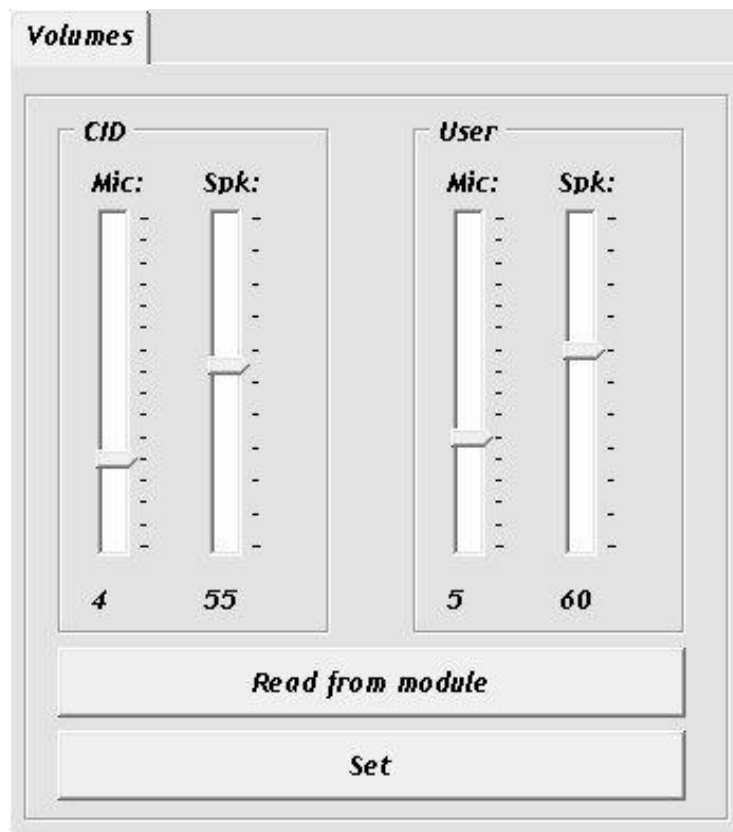 Volumes
CID
User
Mic:
Spk:
Mic:
Spk:
4
55
5
60
Read from module
Set